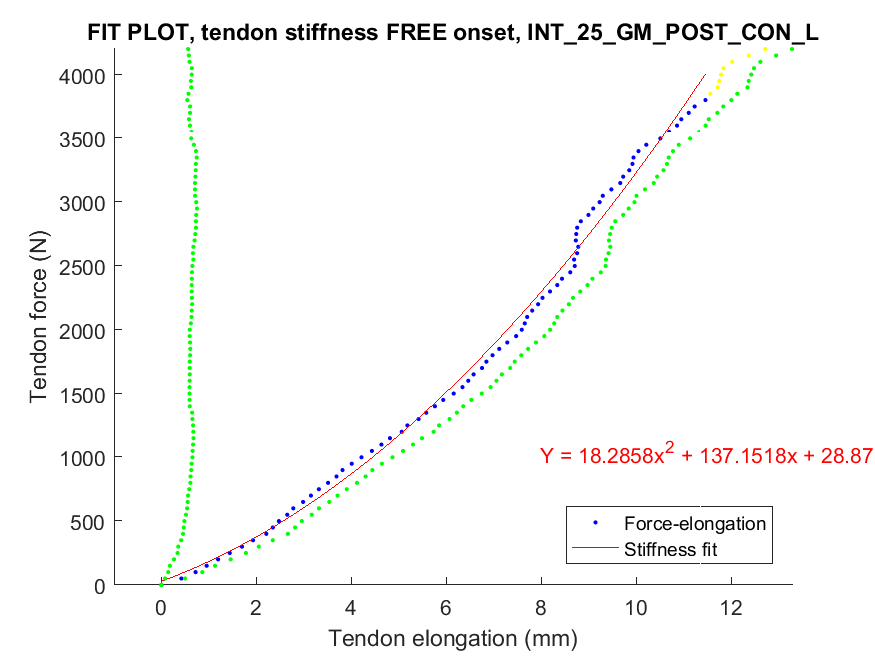 FIT PLOT, tendon stiffness FREE onset, INT_25_GM_POST_CON_L
Tendon force (N)
4000
3500
3000
2500
2000
1500
1000
500
0
Y = 18.2858x² + 137.1518x + 28.87
Force-elongation
Stiffness fit
0 2 4 6 8 10 12
Tendon elongation (mm)